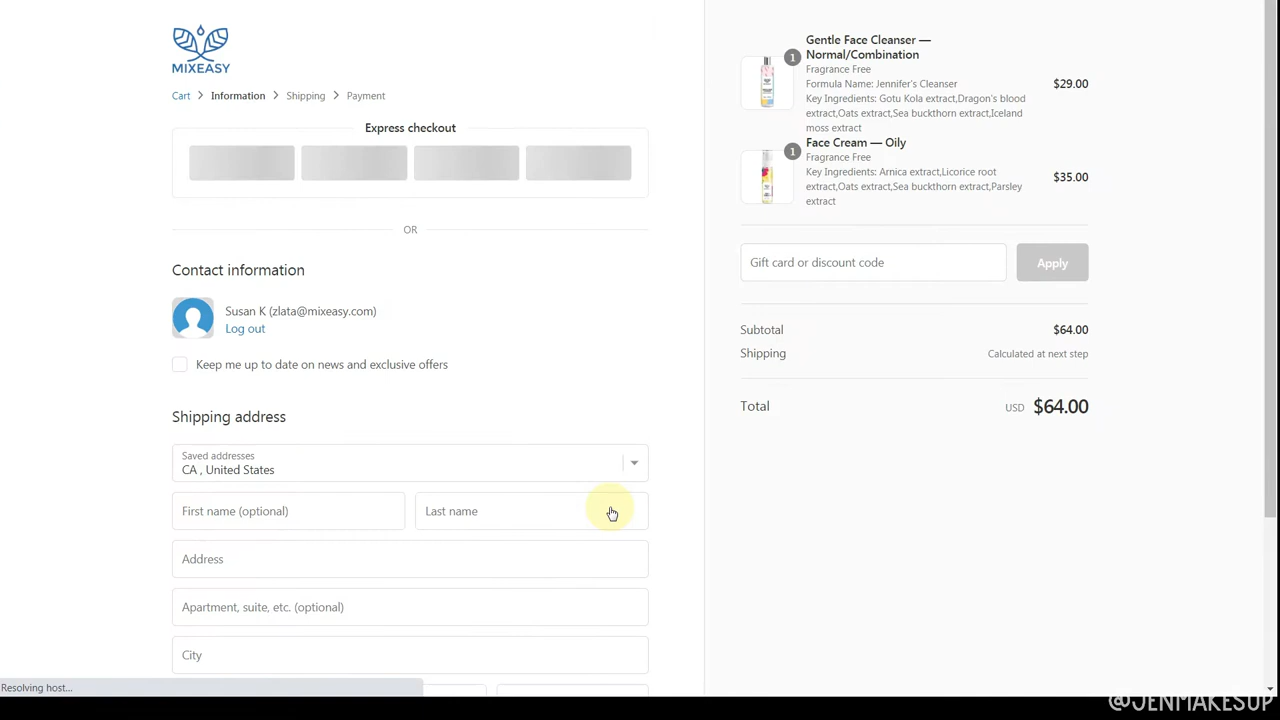 MIXEASY
Cart > Information > Shipping > Payment
Express checkout
OR
Contact information
Susan K (zlata@mixeasy.com)
Log out
Keep me up to date on news and exclusive offers
Shipping address
Saved addresses
CA , United States
First name (optional)
Last name
Address
Apartment, suite, etc. (optional)
City
Resolving host...
1
Gentle Face Cleanser —
Normal/Combination
Fragrance Free
Formula Name: Jennifer's Cleanser
Key Ingredients: Gotu Kola extract,Dragon's blood
extract,Oats extract,Sea buckthorn extract,Iceland
moss extract
$29.00
1
Face Cream — Oily
Fragrance Free
Key Ingredients: Arnica extract,Licorice root
extract,Oats extract,Sea buckthorn extract,Parsley
extract
$35.00
Gift card or discount code
Apply
Subtotal $64.00
Shipping Calculated at next step
Total USD $64.00
@JENMAKESUP